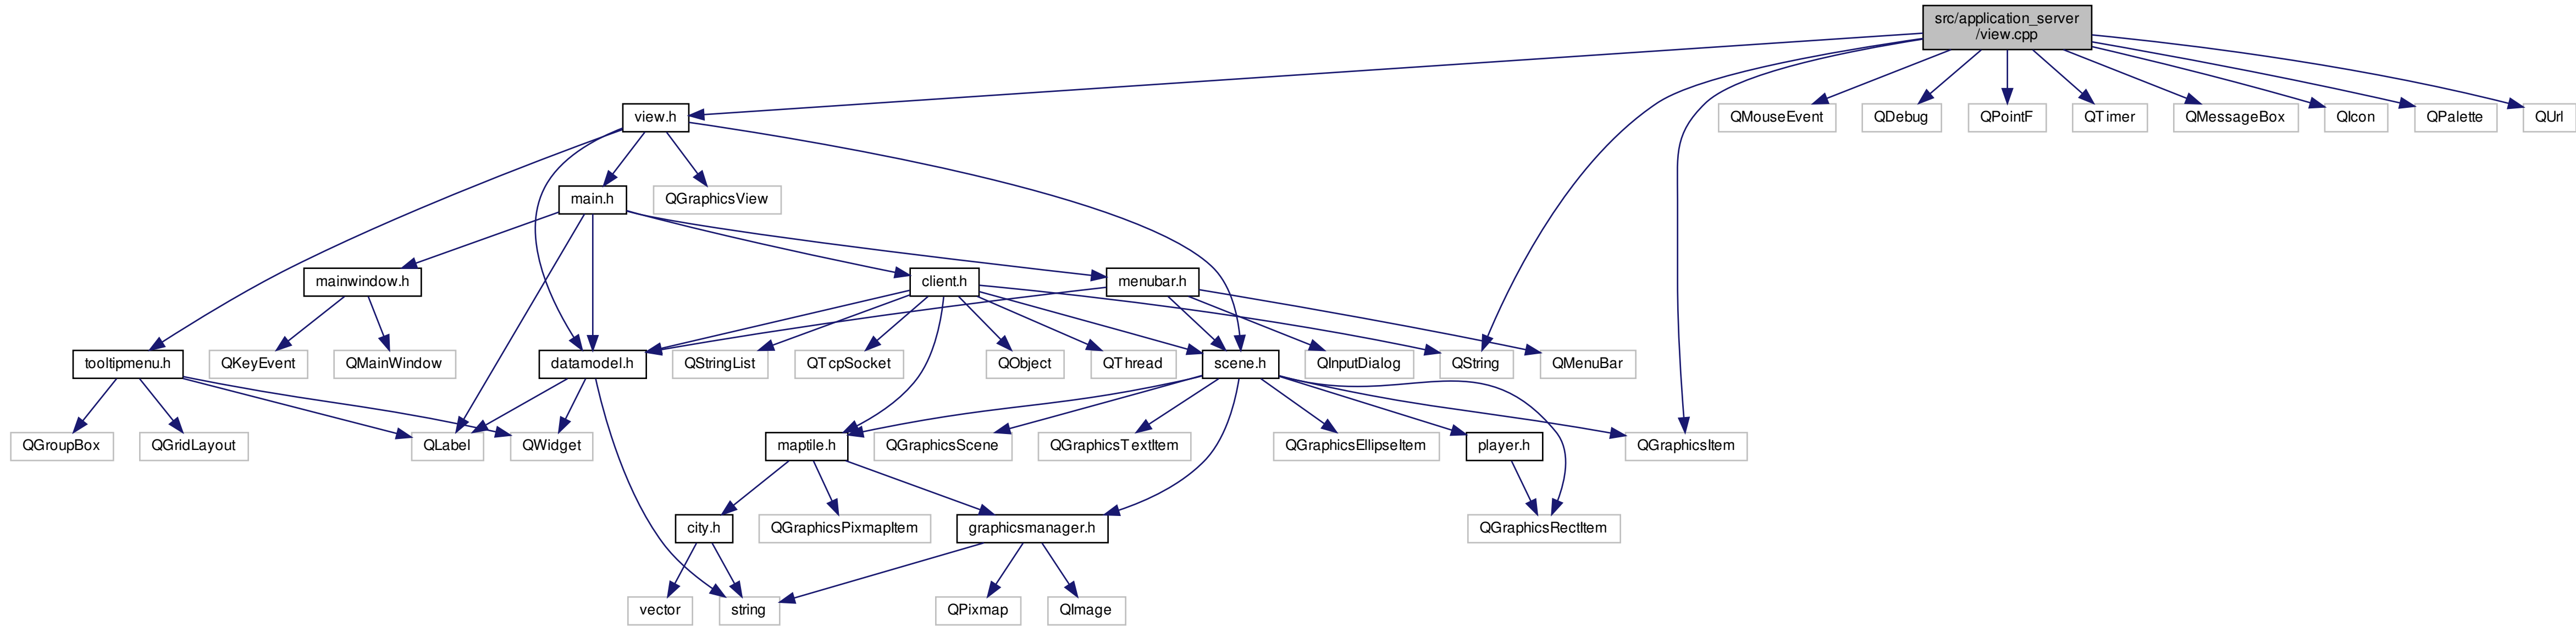 src/application_server
/view.cpp
view.h
QMouseEvent
QDebug
QPointF
QTimer
QMessageBox
QIcon
QPalette
QUrl
main.h
QGraphicsView
mainwindow.h
client.h
menubar.h
tooltipmenu.h
QKeyEvent
QMainWindow
datamodel.h
QStringList
QTcpSocket
QObject
QThread
scene.h
QInputDialog
QString
QMenuBar
QGroupBox
QGridLayout
QLabel
QWidget
maptile.h
QGraphicsScene
QGraphicsTextItem
QGraphicsEllipseItem
player.h
QGraphicsItem
city.h
QGraphicsPixmapItem
graphicsmanager.h
QGraphicsRectItem
vector
string
QPixmap
QImage